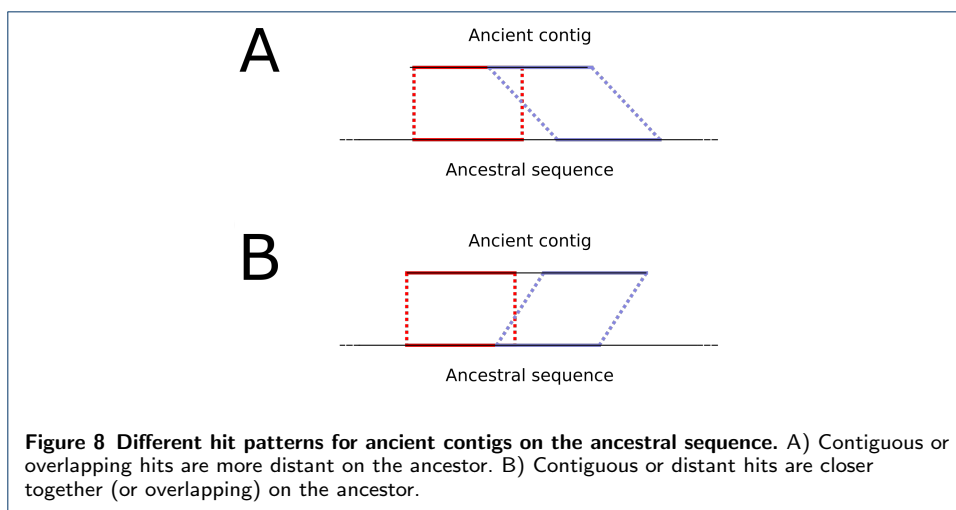 A
Ancient contig
Ancestral sequence
B
Ancient contig
Ancestral sequence
Figure 8 Different hit patterns for ancient contigs on the ancestral sequence. A) Contiguous or
overlapping hits are more distant on the ancestor. B) Contiguous or distant hits are closer
together (or overlapping) on the ancestor.